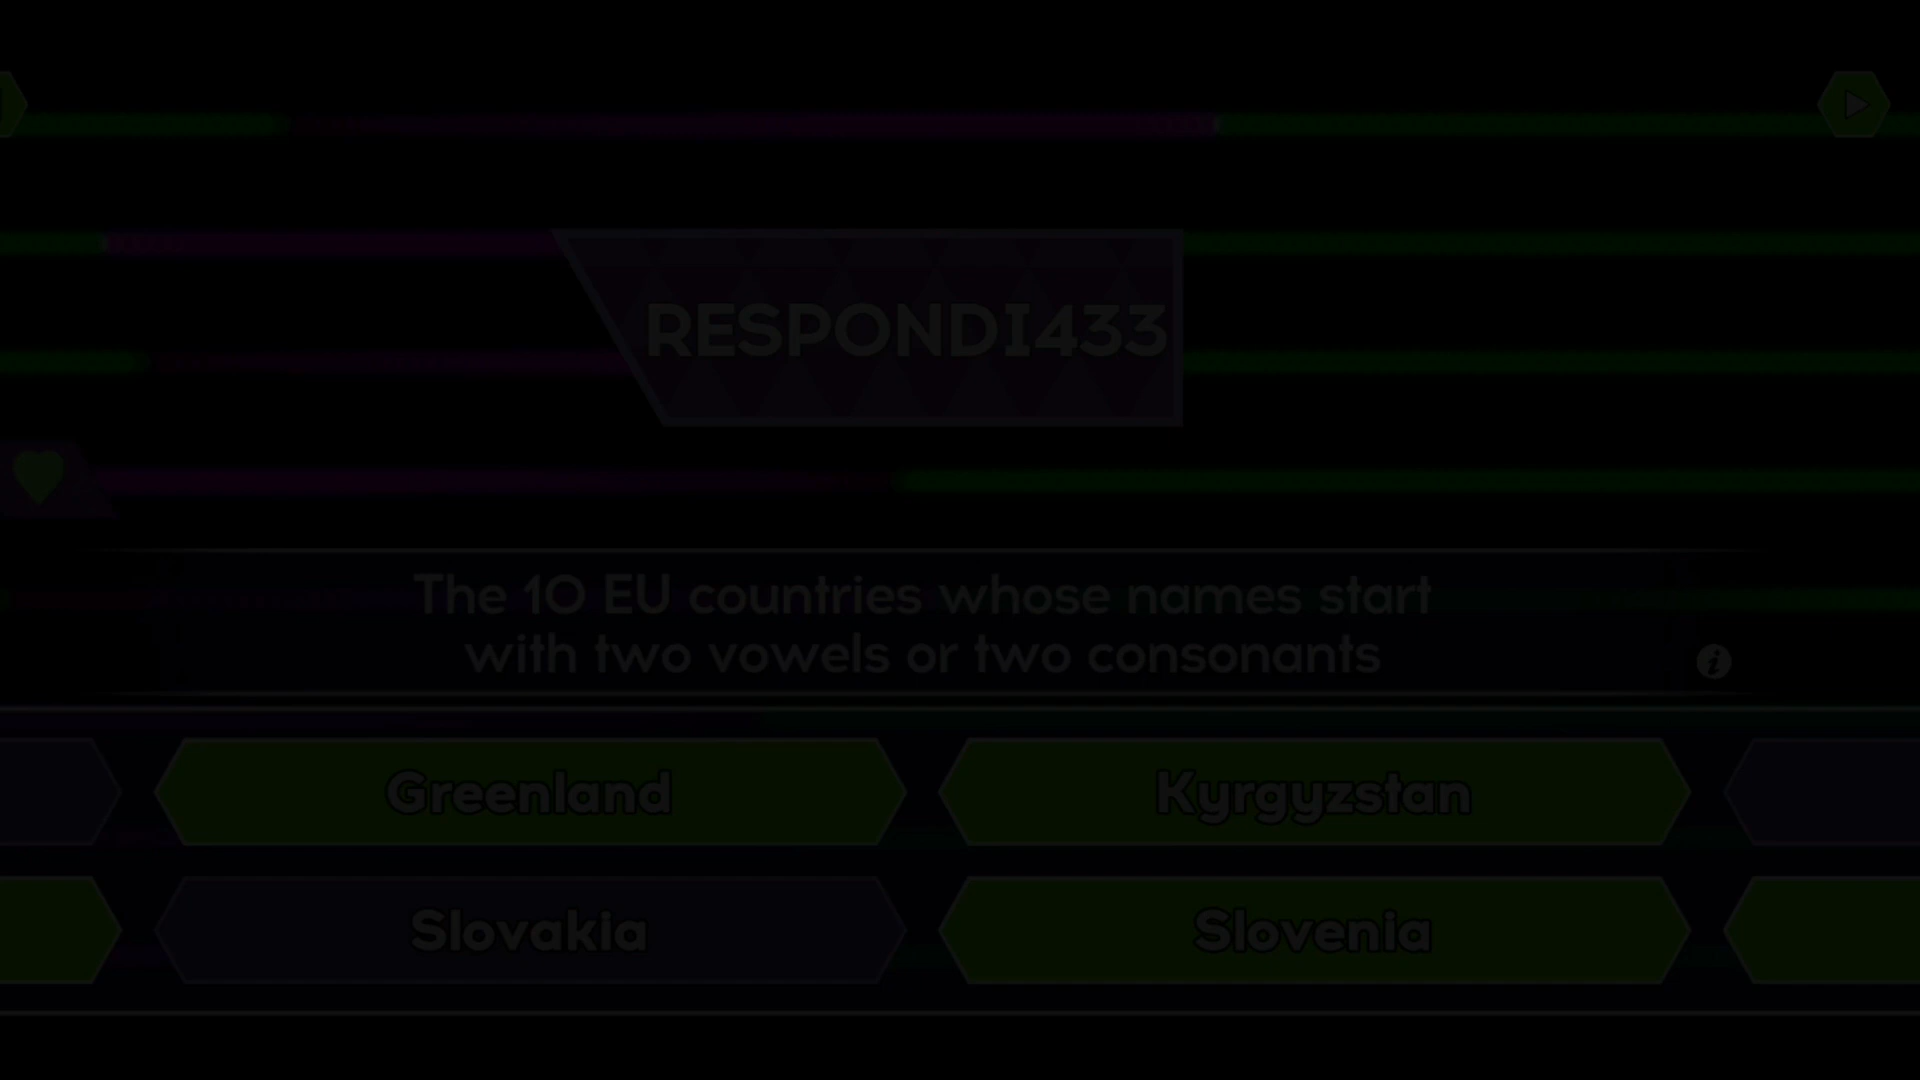 RESPONDI433
The 10 EU countries whose names start
with two vowels or two consonants
Greenland
Kyrgyzstan
Slovakia
Slovenia